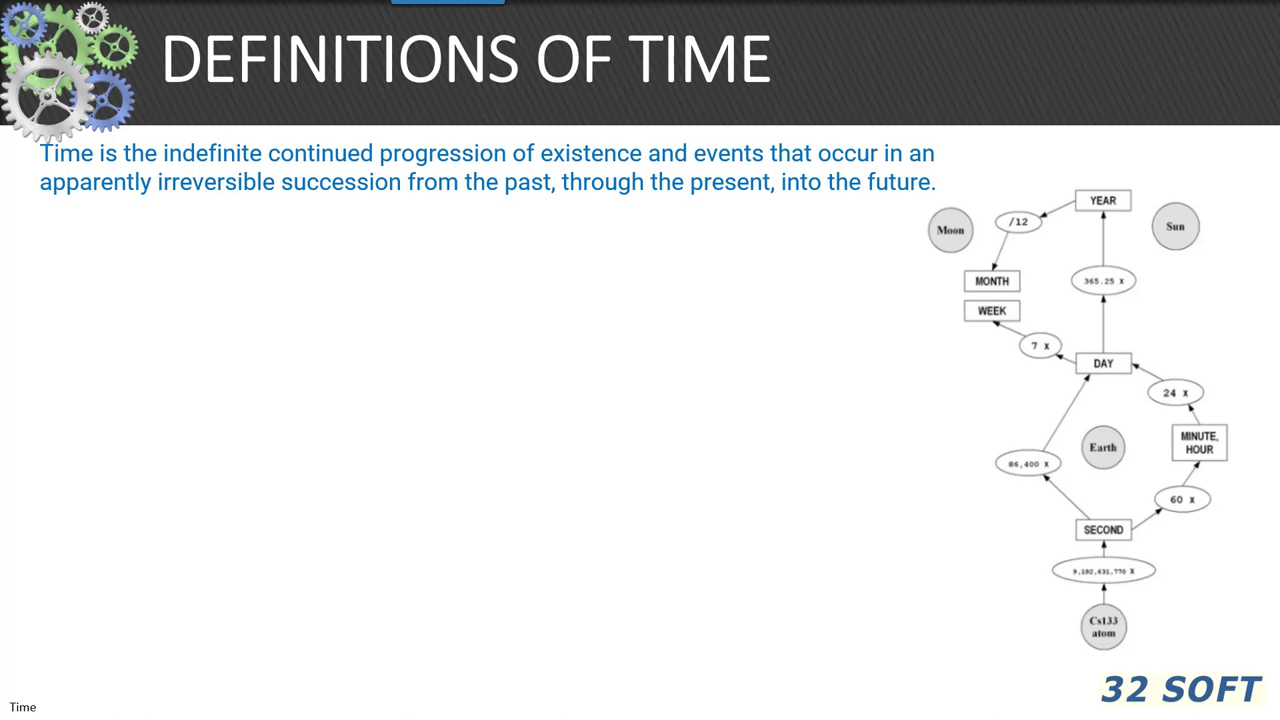 DEFINITIONS OF TIME
Time is the indefinite continued progression of existence and events that occur in an
apparently irreversible succession from the past, through the present, into the future.
YEAR
/12
Moon
Sun
MONTH
365.25 X
WEEK
7 X
DAY
24 X
MINUTE,
HOUR
Earth
86,400 X
60 X
SECOND
9,192,631,770 X
Cs133
atom
32 SOFT
Time